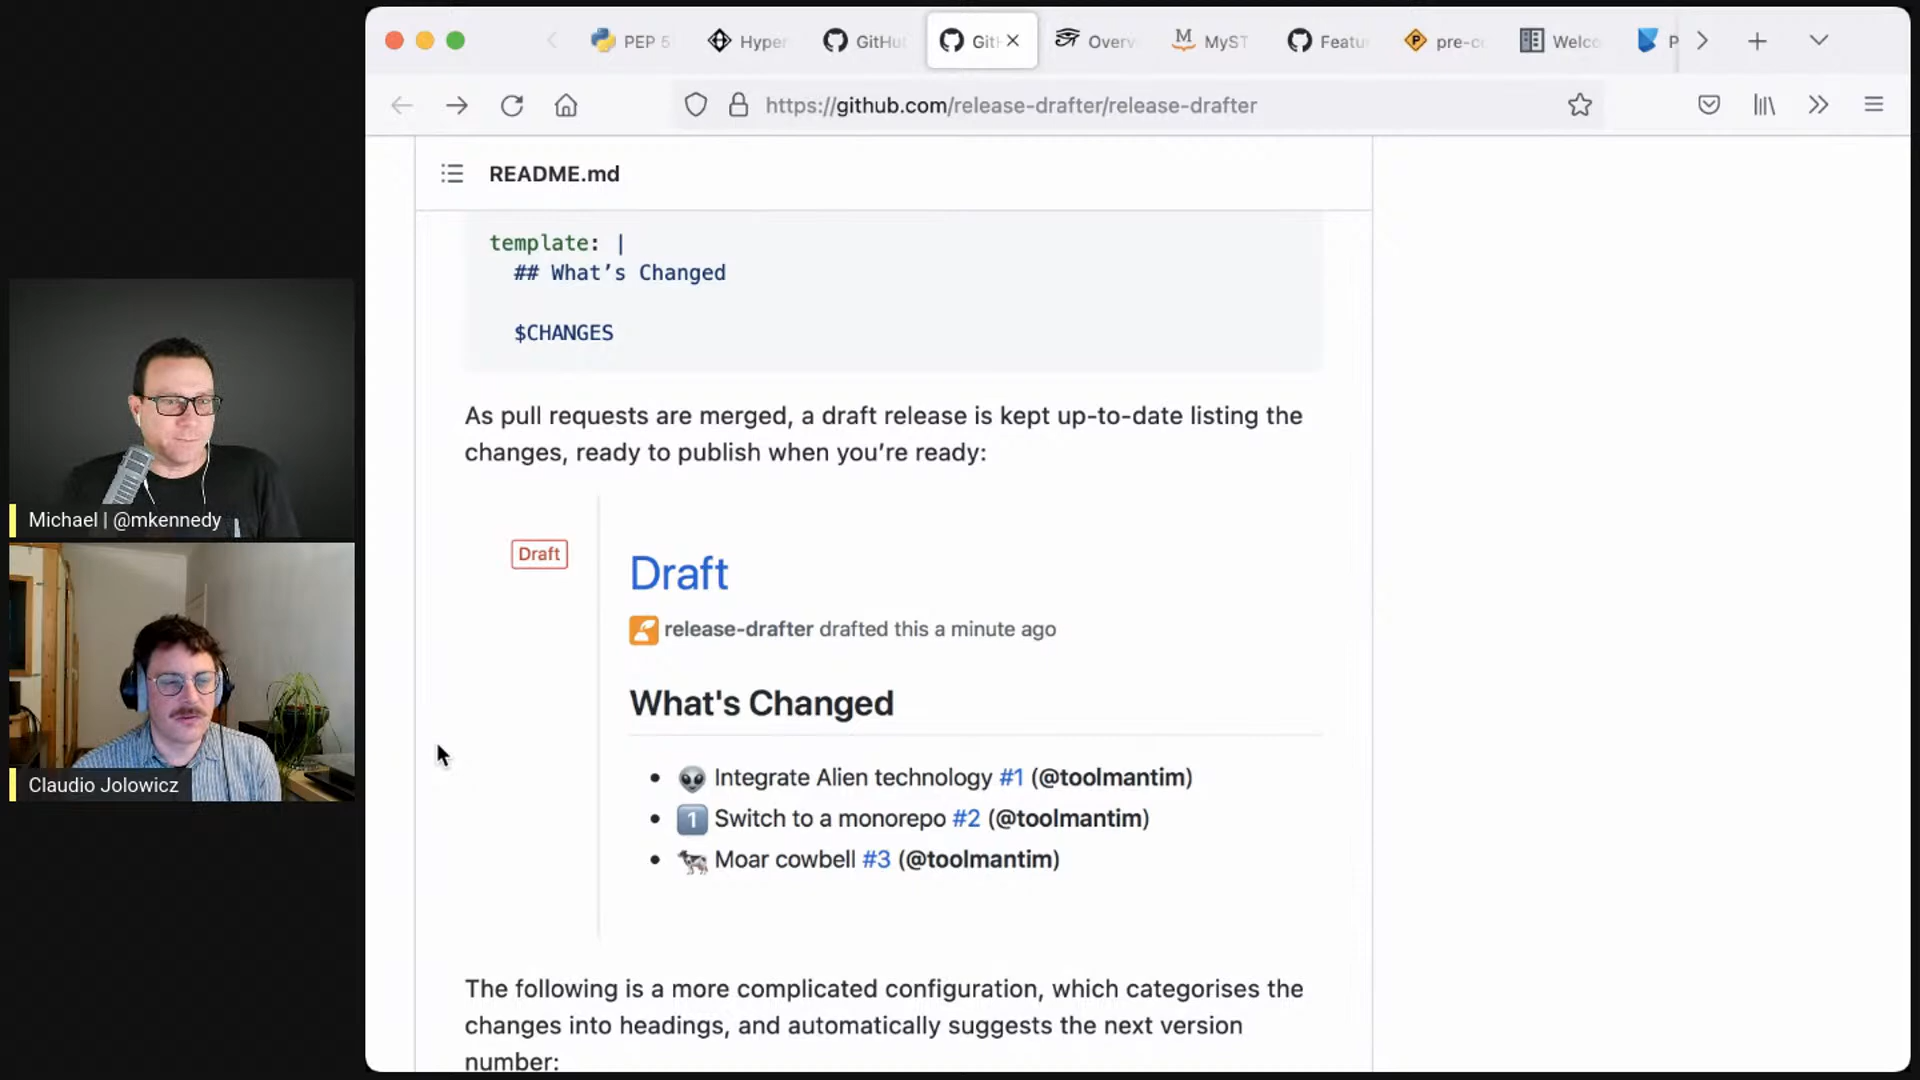 PEP 5
Hyper
GitHu
Git
Overv
MyST
Featu
pre-c
Welco
P
https://github.com/release-drafter/release-drafter
README.md
template: |
## What’s Changed
$CHANGES
As pull requests are merged, a draft release is kept up-to-date listing the
changes, ready to publish when you’re ready:
Draft
Draft
release-drafter drafted this a minute ago
What's Changed
• 👽 Integrate Alien technology #1 (@toolmantim)
• 1️⃣ Switch to a monorepo #2 (@toolmantim)
• 🐄 Moar cowbell #3 (@toolmantim)
The following is a more complicated configuration, which categorises the
changes into headings, and automatically suggests the next version
number:
Michael | @mkennedy
Claudio Jolowicz